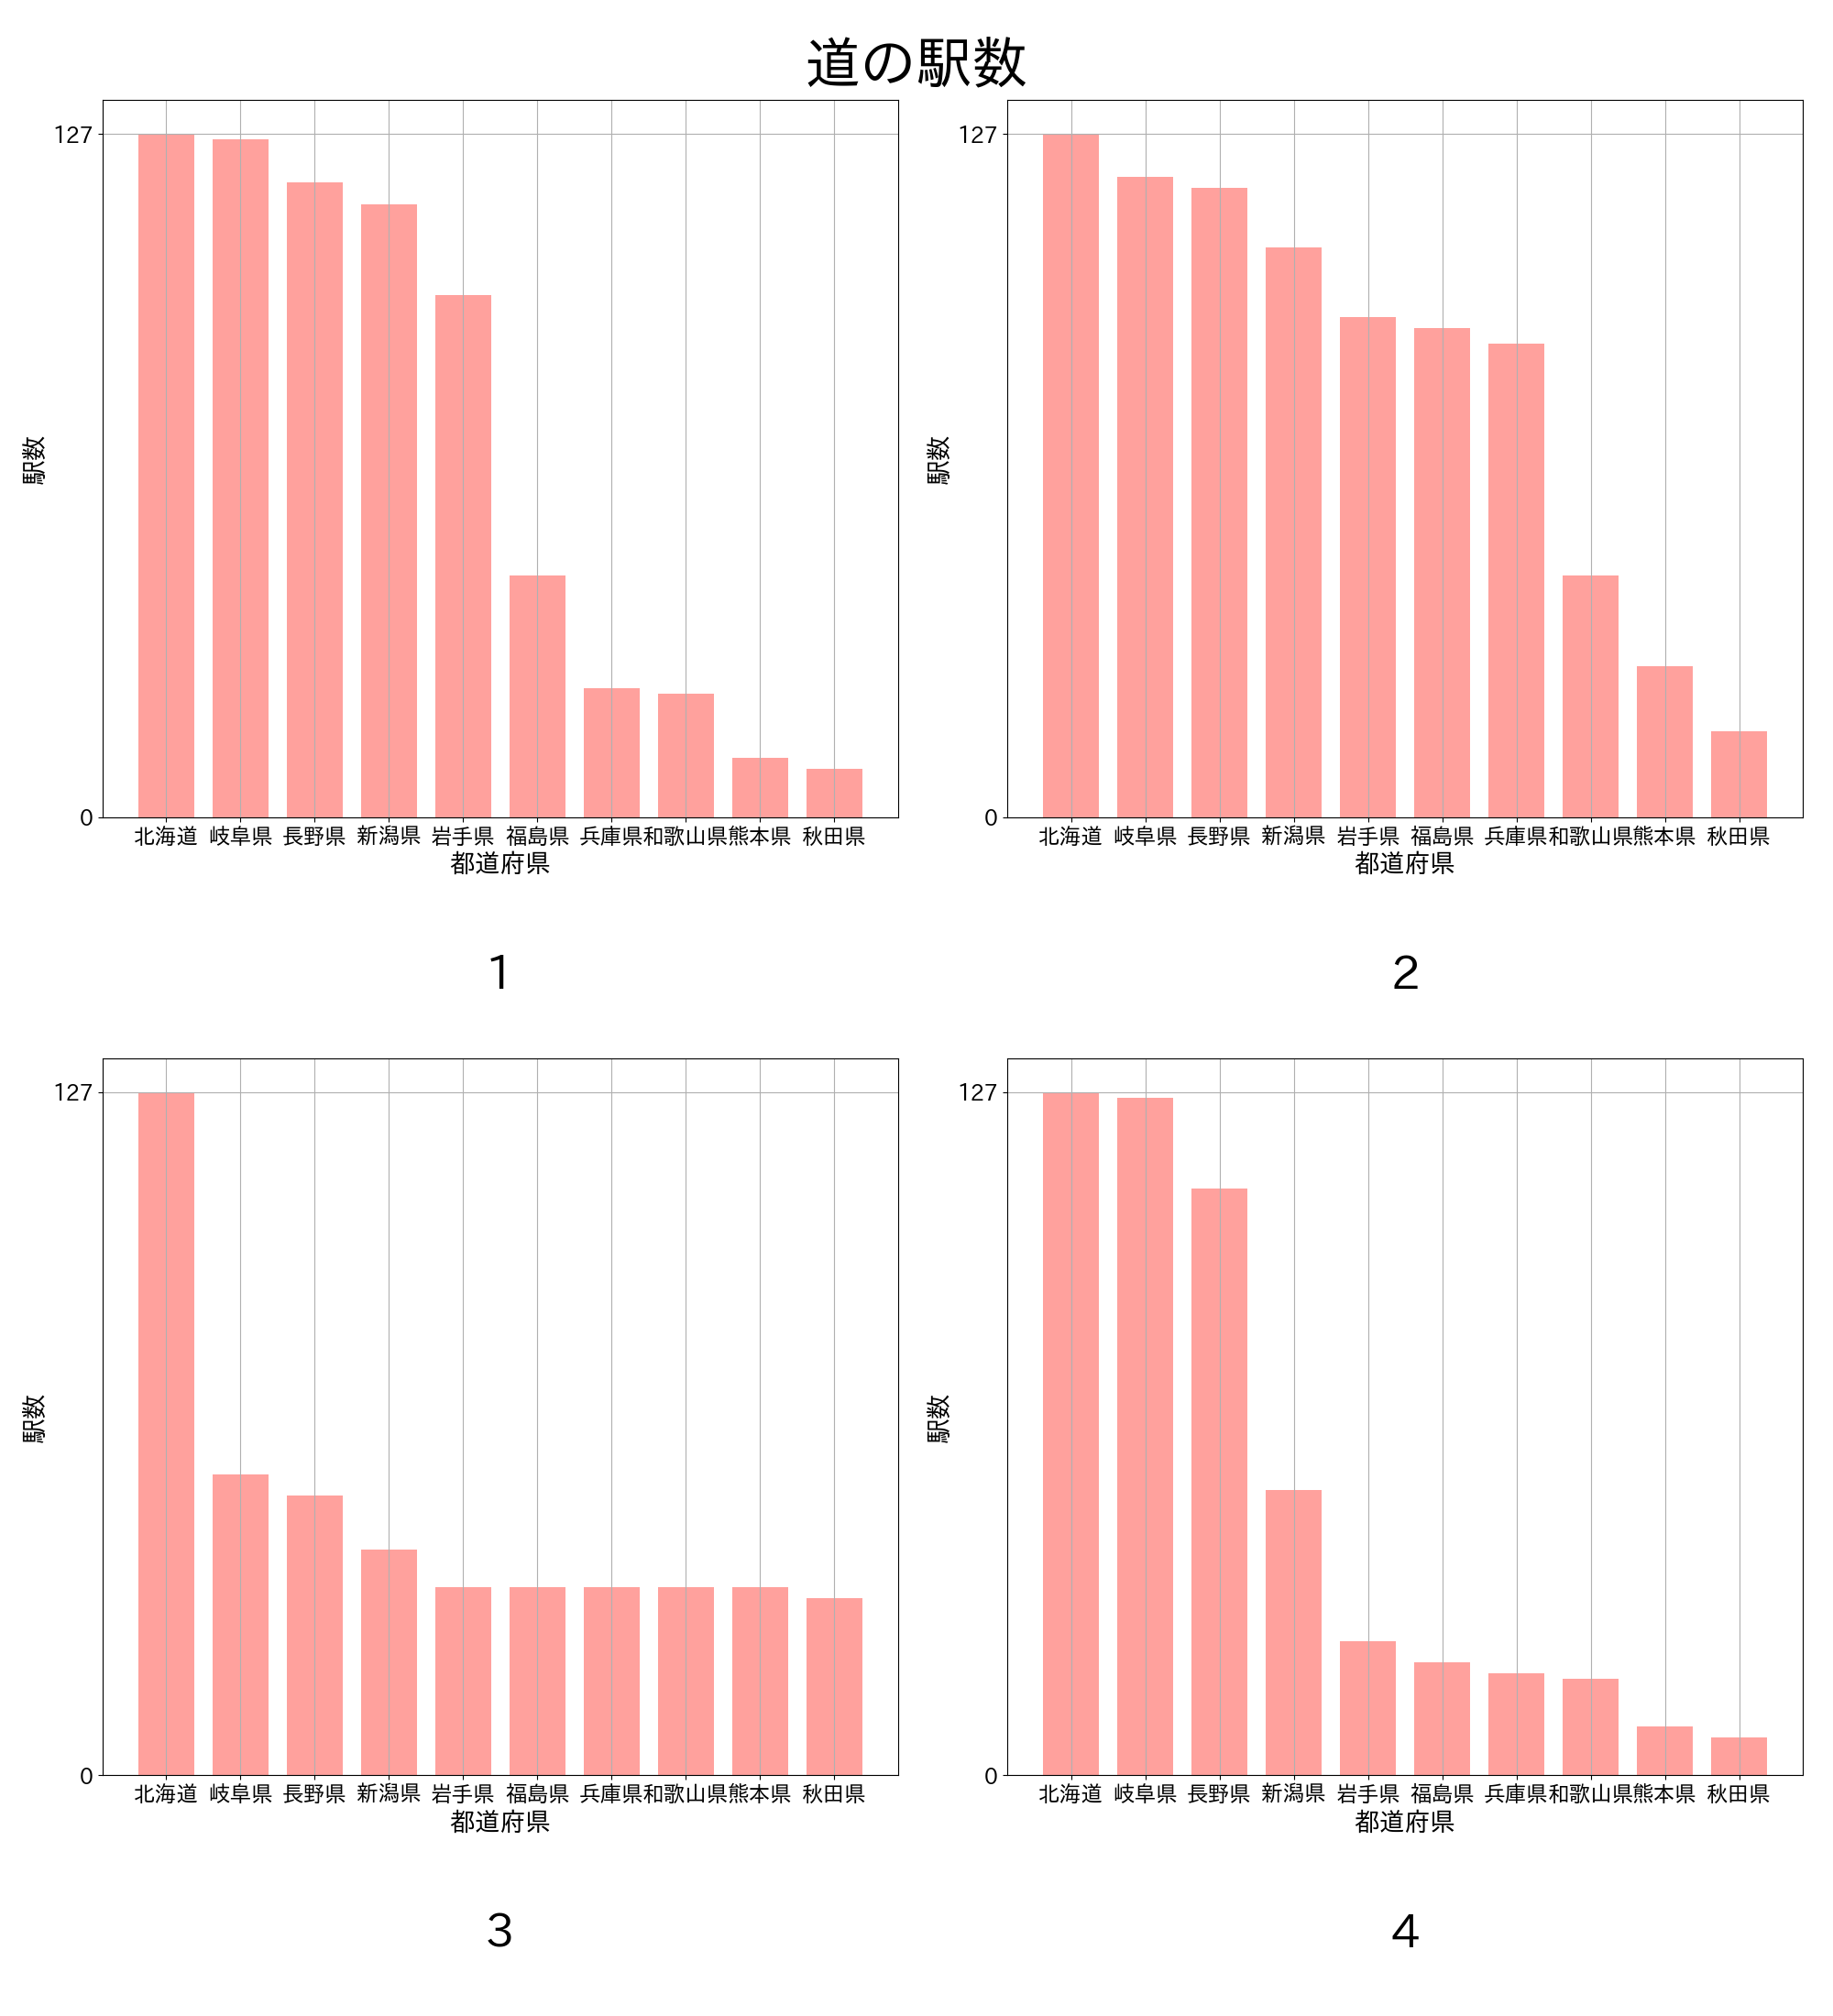 道の駅数
127
駅数
0
北海道 岐阜県 長野県 新潟県 岩手県 福島県 兵庫県 和歌山県 熊本県 秋田県
都道府県
1
127
駅数
0
北海道 岐阜県 長野県 新潟県 岩手県 福島県 兵庫県 和歌山県 熊本県 秋田県
都道府県
2
127
駅数
0
北海道 岐阜県 長野県 新潟県 岩手県 福島県 兵庫県 和歌山県 熊本県 秋田県
都道府県
3
127
駅数
0
北海道 岐阜県 長野県 新潟県 岩手県 福島県 兵庫県 和歌山県 熊本県 秋田県
都道府県
4